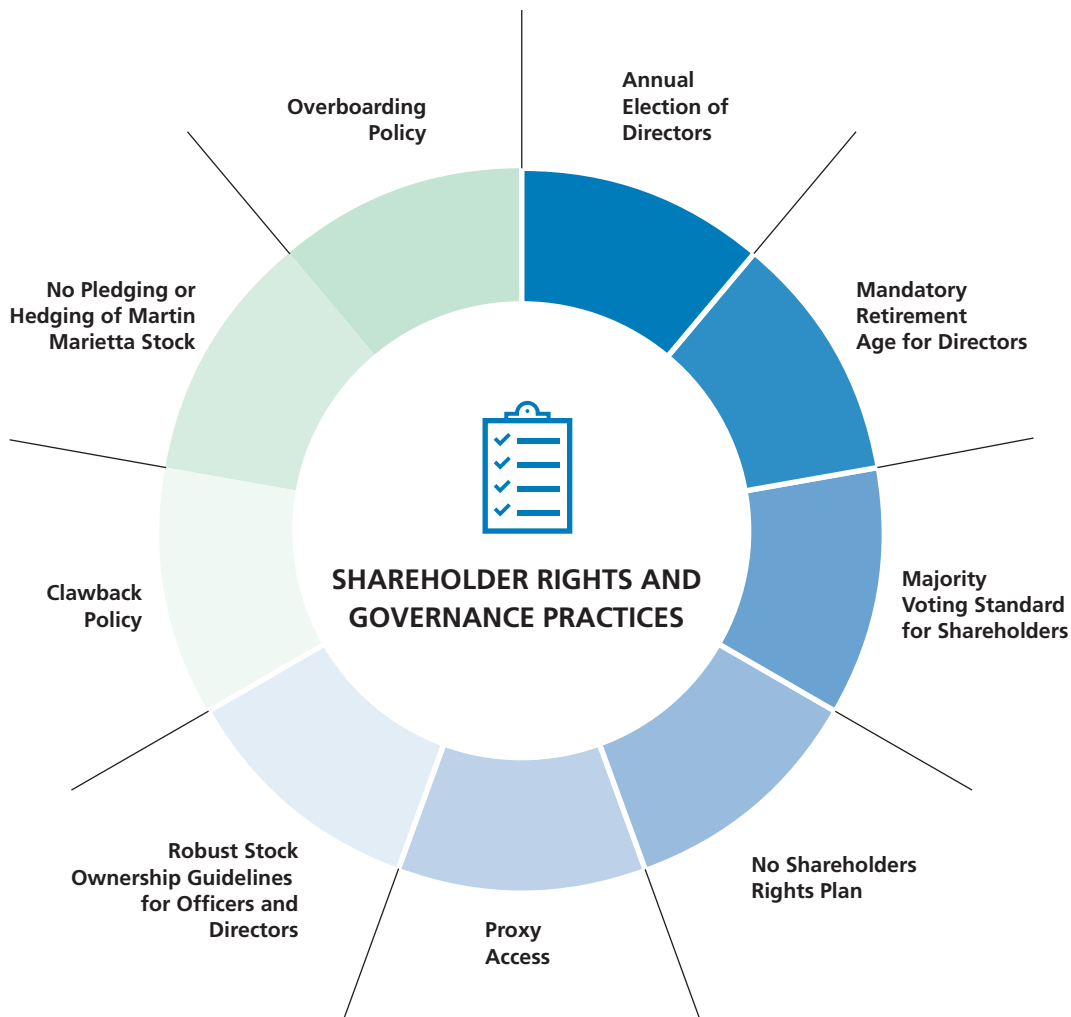 Overboarding
Policy
Annual
Election of
Directors
No Pledging or
Hedging of Martin
Marietta Stock
Mandatory
Retirement
Age for Directors
SHAREHOLDER RIGHTS AND
GOVERNANCE PRACTICES
Clawback
Policy
Majority
Voting Standard
for Shareholders
Robust Stock
Ownership Guidelines
for Officers and
Directors
Proxy
Access
No Shareholders
Rights Plan